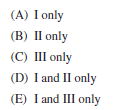 (A) I only
(B) II only
(C) III only
(D) I and II only
(E) I and III only